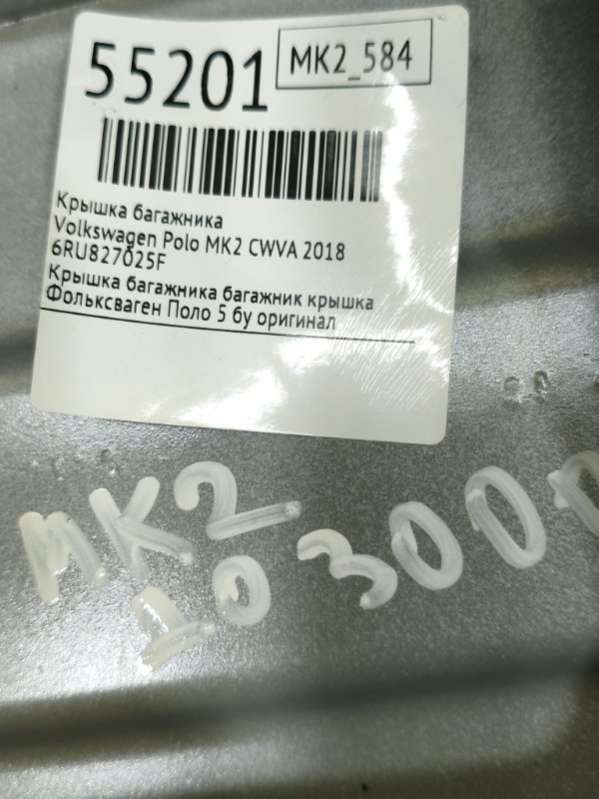 55201
MK2_584
Крышка багажника
Volkswagen Polo MK2 CWVA 2018
6RU827025F
Крышка багажника багажник крышка
Фольксваген Поло 5 бу оригинал
MK2
10300р